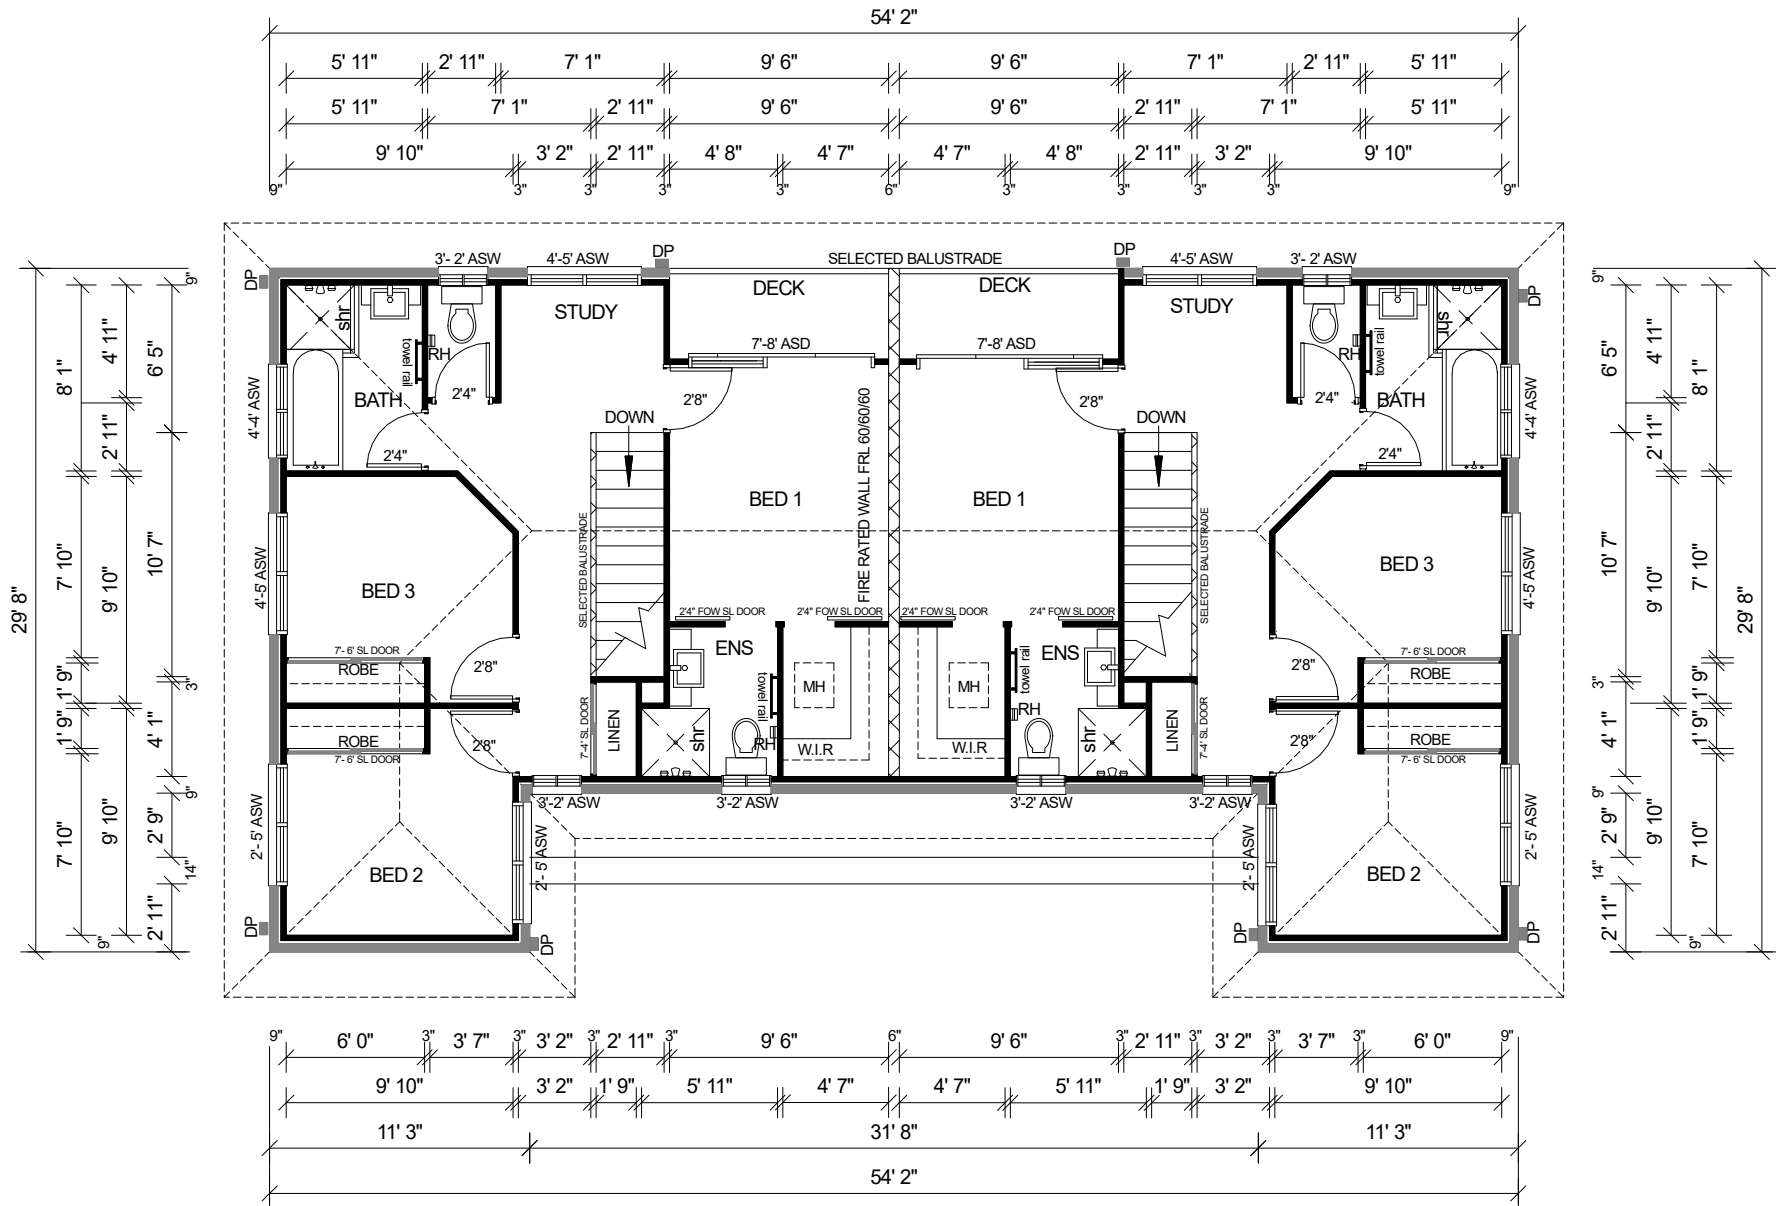 54' 2"
5' 11" 2' 11" 7' 1" 9' 6" 9' 6" 7' 1" 2' 11" 5' 11"
5' 11" 7' 1" 2' 11" 9' 6" 9' 6" 2' 11" 7' 1" 5' 11"
9' 10" 3' 2" 2' 11" 4' 8" 4' 7" 4' 7" 4' 8" 2' 11" 3' 2" 9' 10"
9" 3" 3" 3" 3" 6" 3" 3" 3" 3" 9"
DP SELECTED BALUSTRADE DP
3'- 2' ASW 4'-5' ASW 4'-5' ASW 3'- 2' ASW
DP DP
DECK DECK
STUDY STUDY
shr shr
towel rail RH RH towel rail
7'-8' ASD 7'-8' ASD
BATH 2'4" 2'8" 2'8" 2'4" BATH
4'-4' ASW 4'-4' ASW
DOWN DOWN
2'4" 2'4"
FIRE RATED WALL FRL 60/60/60
BED 1 BED 1
4'-5' ASW 4'-5' ASW
SELECTED BALUSTRADE SELECTED BALUSTRADE
BED 3 BED 3
2'4" FOW SL DOOR 2'4" FOW SL DOOR 2'4" FOW SL DOOR 2'4" FOW SL DOOR
ENS ENS
7'- 6' SL DOOR 7'- 6' SL DOOR
ROBE 2'8" 2'8" ROBE
towel rail MH MH towel rail
RH RH
shr shr
LINEN LINEN
7'-4' SL DOOR 7'-4' SL DOOR
ROBE 2'8" W.I.R W.I.R 2'8" ROBE
7'- 6' SL DOOR 7'- 6' SL DOOR
3'-2' ASW 3'-2' ASW 3'-2' ASW 3'-2' ASW
2'- 5' ASW 2'- 5' ASW 2'- 5' ASW 2'- 5' ASW
BED 2 BED 2
DP DP DP DP
29' 8"
8' 1" 7' 10" 1' 9" 1' 9" 7' 10"
4' 11" 2' 11" 9' 10" 9' 10" 9"
9" 6' 5" 10' 7" 3" 4' 1" 9" 2' 9" 14" 2' 11"
9" 6' 5" 10' 7" 3" 4' 1" 9" 2' 9" 14" 2' 11"
4' 11" 2' 11" 9' 10" 9' 10" 9"
8' 1" 7' 10" 1' 9" 1' 9" 7' 10"
29' 8"
9" 6' 0" 3" 3' 7" 3" 3' 2" 3" 2' 11" 3" 9' 6" 6" 9' 6" 3" 2' 11" 3" 3' 2" 3" 3' 7" 3" 6' 0" 9"
9' 10" 3' 2" 1' 9" 5' 11" 4' 7" 4' 7" 5' 11" 1' 9" 3' 2" 9' 10"
11' 3" 31' 8" 11' 3"
54' 2"